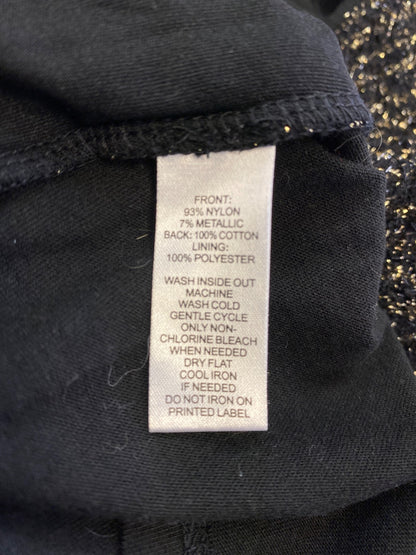 FRONT:
93% NYLON
7% METALLIC
BACK: 100% COTTON
LINING:
100% POLYESTER
WASH INSIDE OUT
MACHINE
WASH COLD
GENTLE CYCLE
ONLY NON-
CHLORINE BLEACH
WHEN NEEDED
DRY FLAT
COOL IRON
IF NEEDED
DO NOT IRON ON
PRINTED LABEL